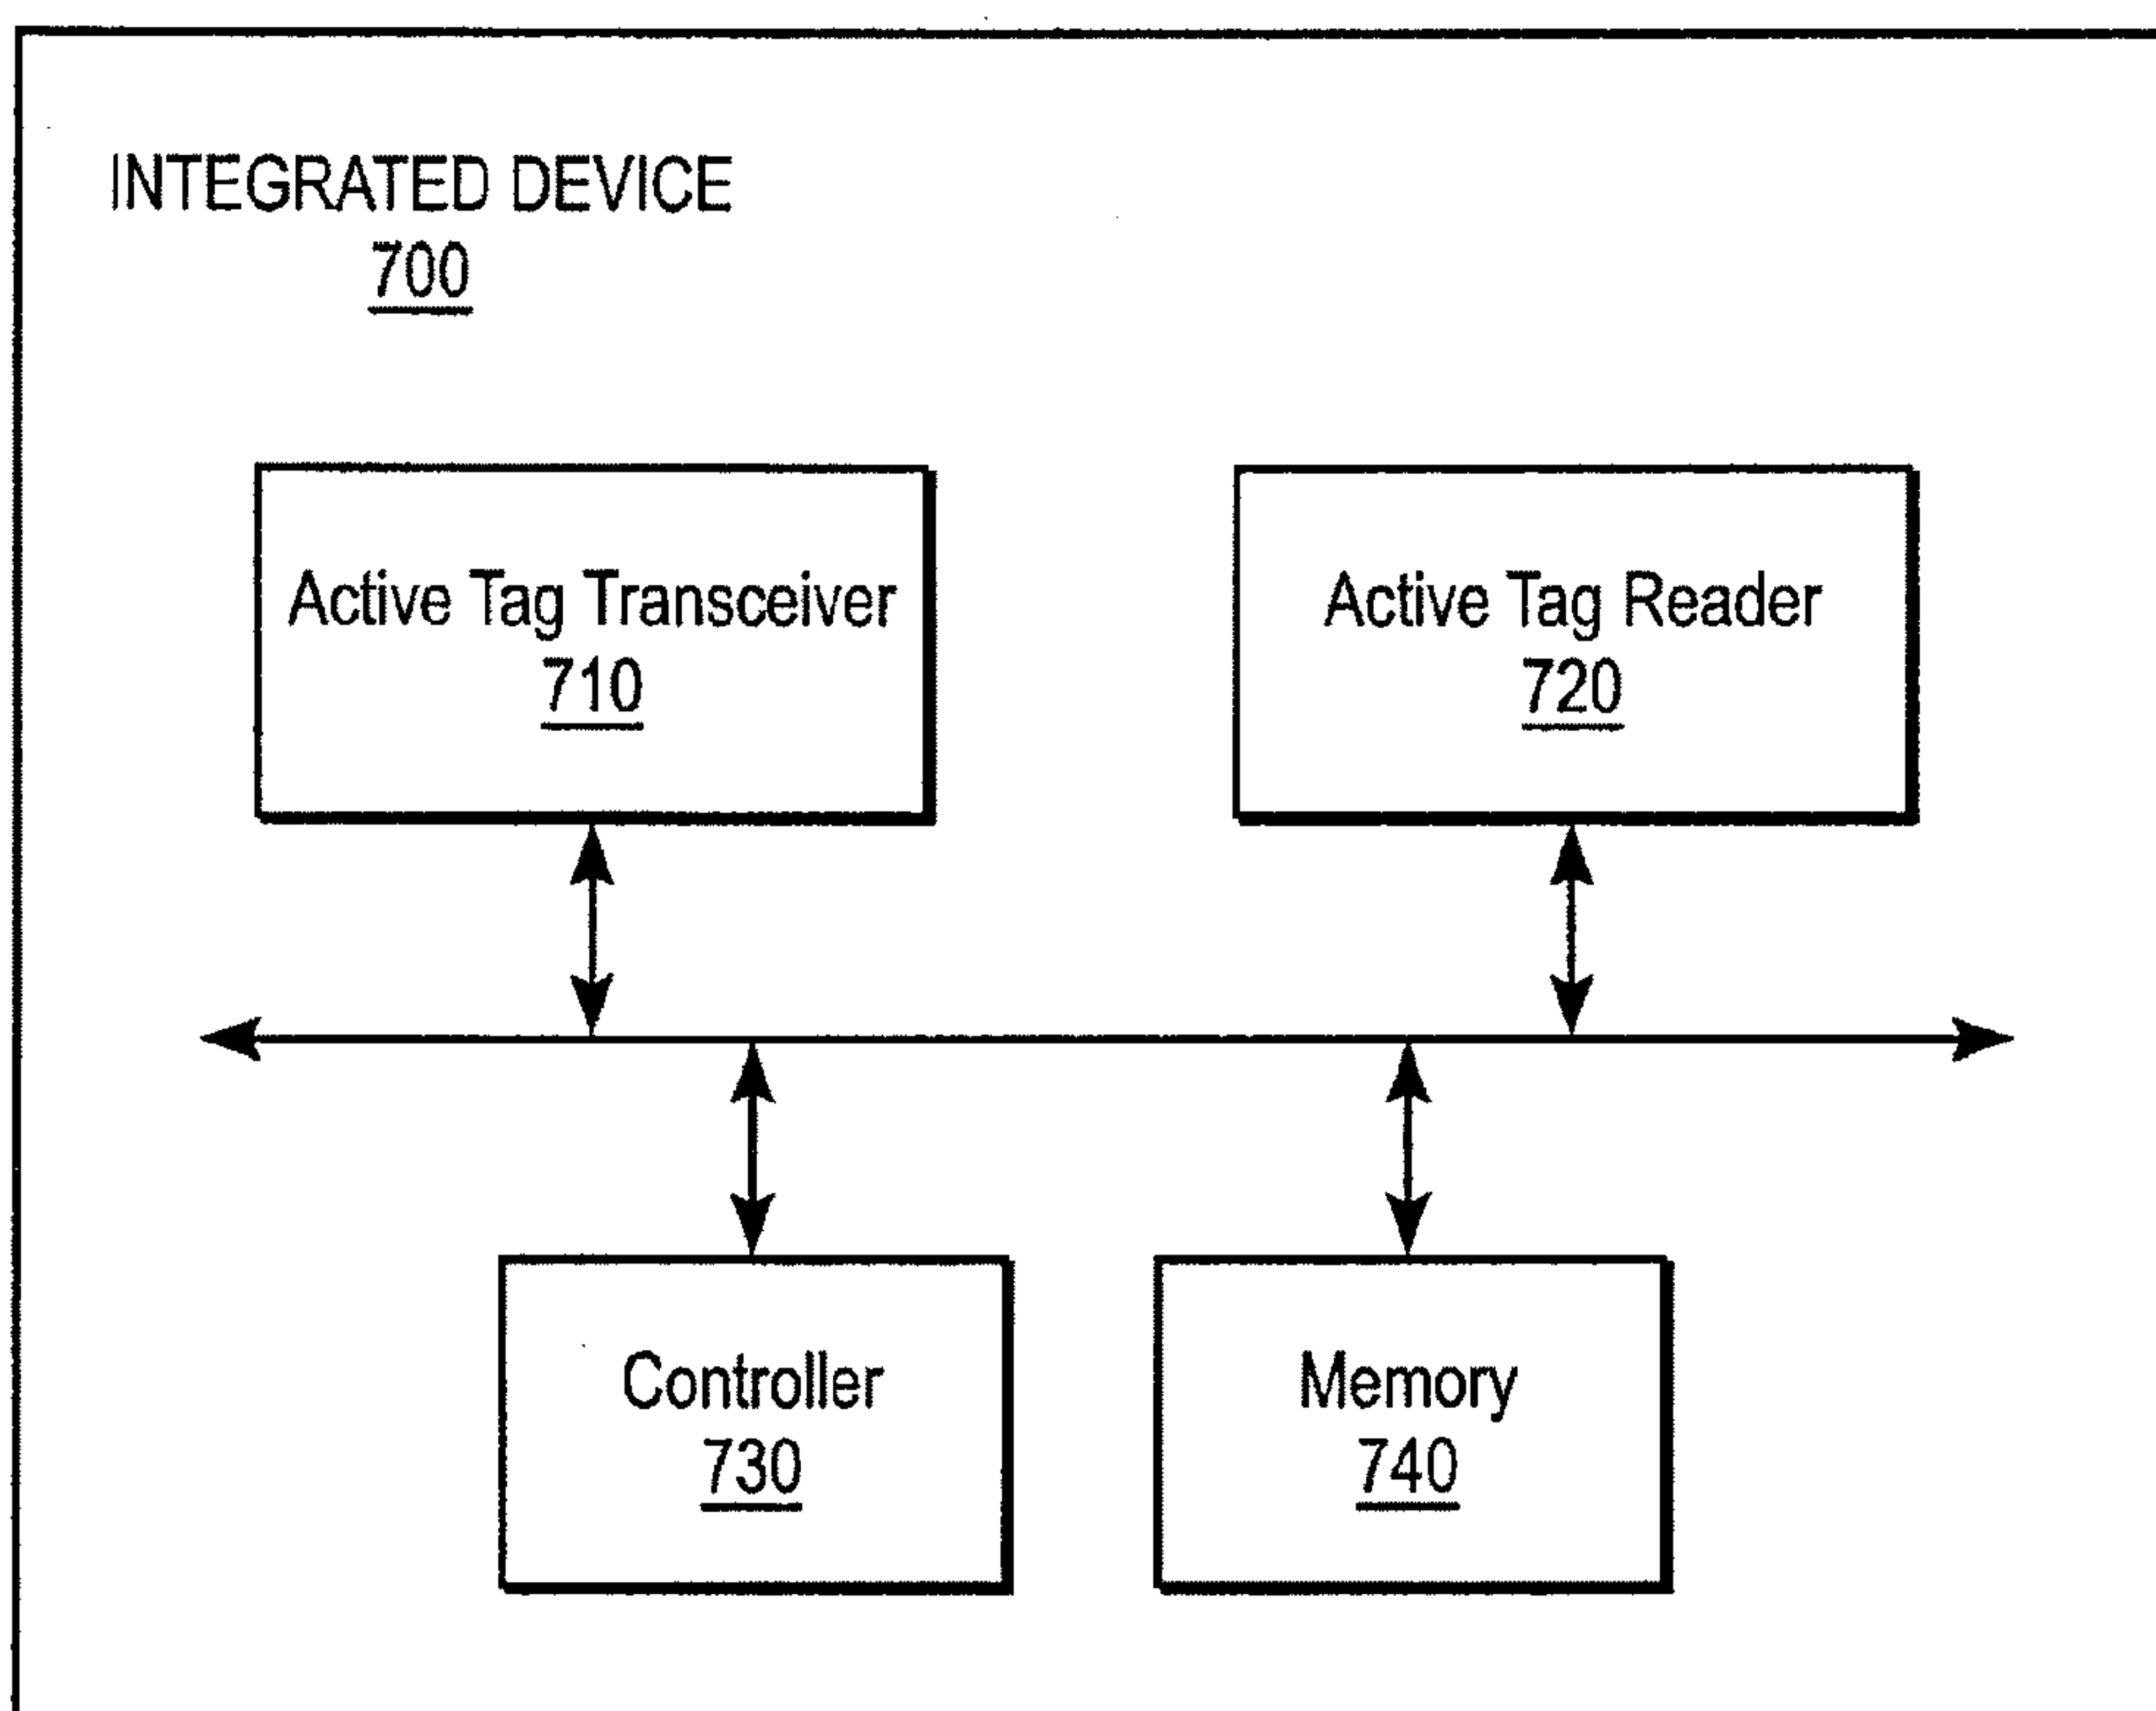 INTEGRATED DEVICE
700
Active Tag Transceiver
710
Active Tag Reader
720
Controller
730
Memory
740